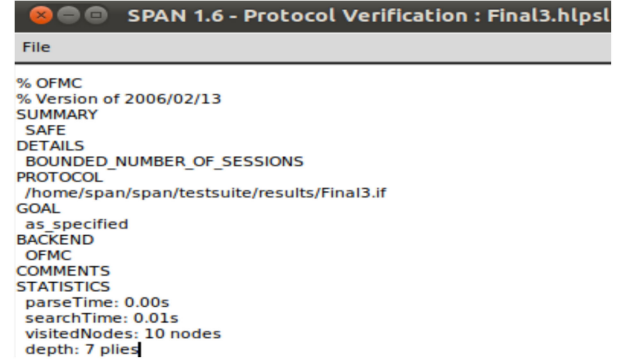 SPAN 1.6 - Protocol Verification : Final3.hlpsl
File
% OFMC
% Version of 2006/02/13
SUMMARY
SAFE
DETAILS
BOUNDED_NUMBER_OF_SESSIONS
PROTOCOL
/home/span/span/testsuite/results/Final3.if
GOAL
as_specified
BACKEND
OFMC
COMMENTS
STATISTICS
parseTime: 0.00s
searchTime: 0.01s
visitedNodes: 10 nodes
depth: 7 plies